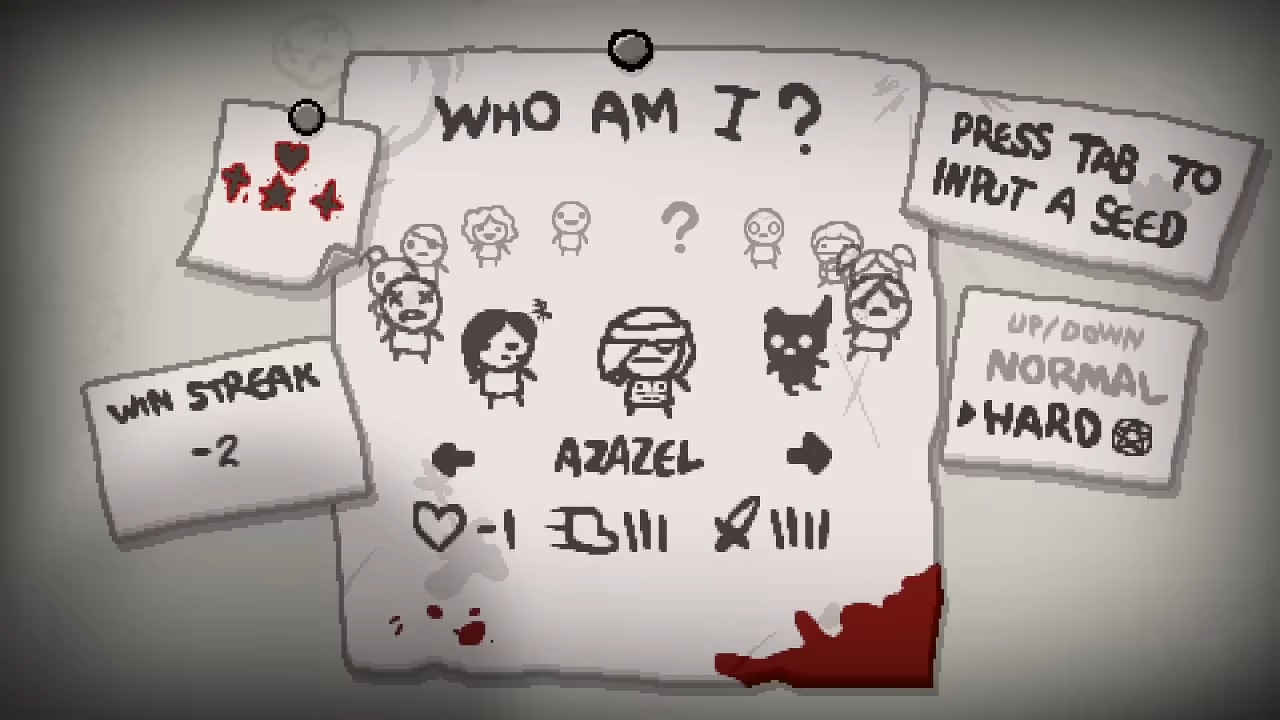 WHO AM I?
PRESS TAB TO
INPUT A SEED
?
UP/DOWN
NORMAL
HARD
WIN STREAK
-2
AZAZEL
-1